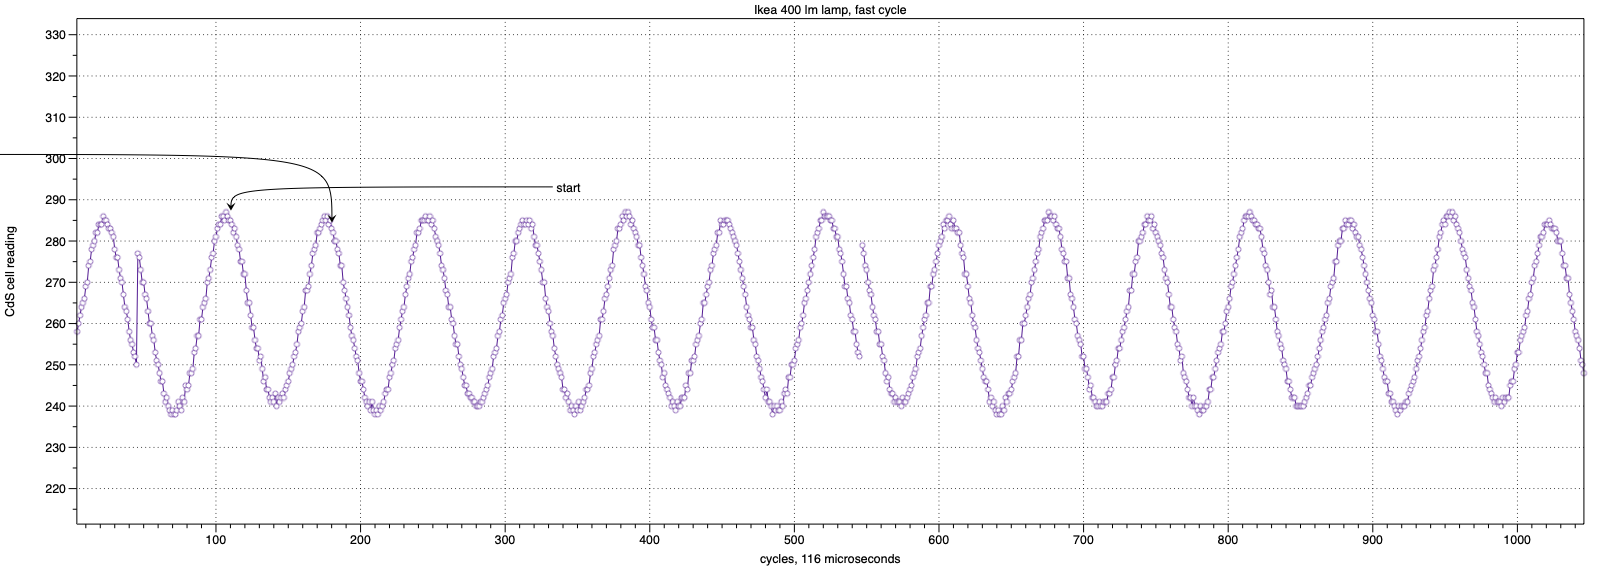 Ikea 400 lm lamp, fast cycle
330
320
310
300
290
280
270
260
250
240
230
220
CdS cell reading
start
100 200 300 400 500 600 700 800 900 1000
cycles, 116 microseconds